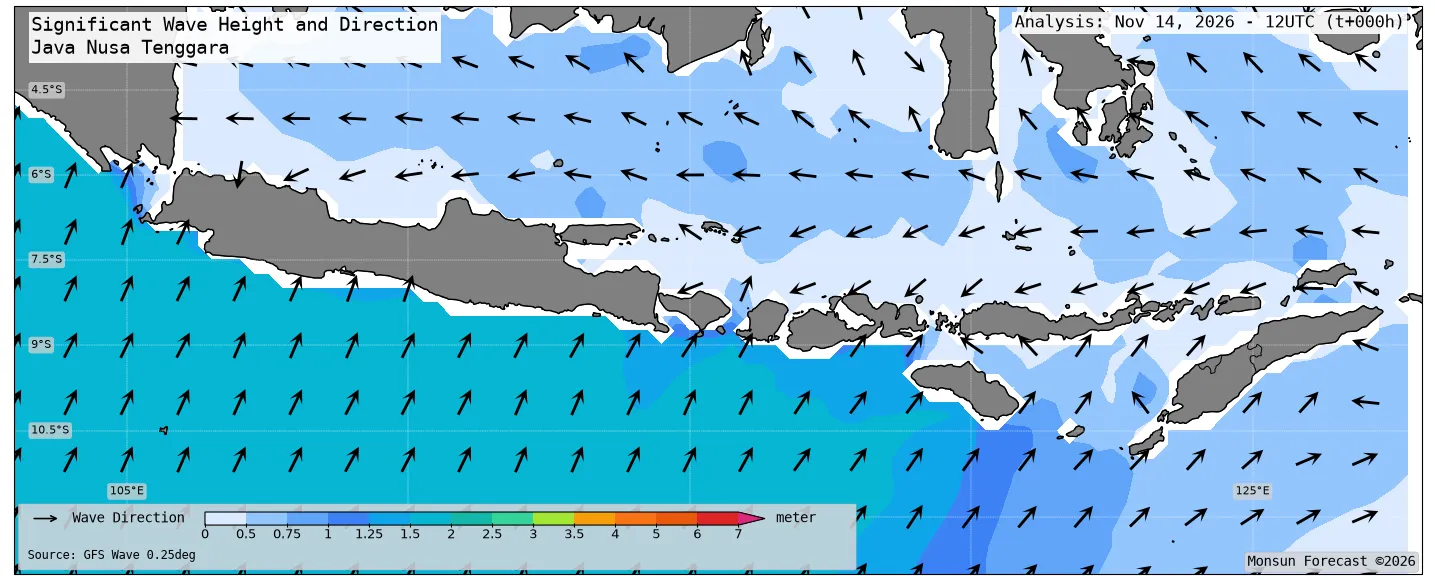 Significant Wave Height and Direction
Java Nusa Tenggara
Analysis: Nov 14, 2026 - 12UTC (t+000h)
4.5°S
6°S
7.5°S
9°S
10.5°S
105°E
125°E
Wave Direction
0 0.5 0.75 1 1.25 1.5 2 2.5 3 3.5 4 5 6 7
meter
Source: GFS Wave 0.25deg
Monsun Forecast ©2026